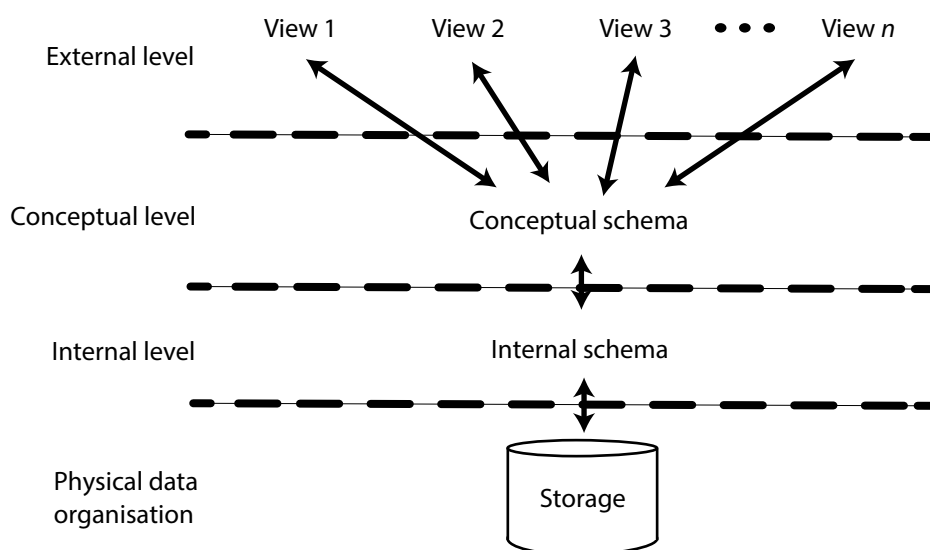 View 1
View 2
View 3
View n
External level
Conceptual level
Conceptual schema
Internal level
Internal schema
Physical data
organisation
Storage